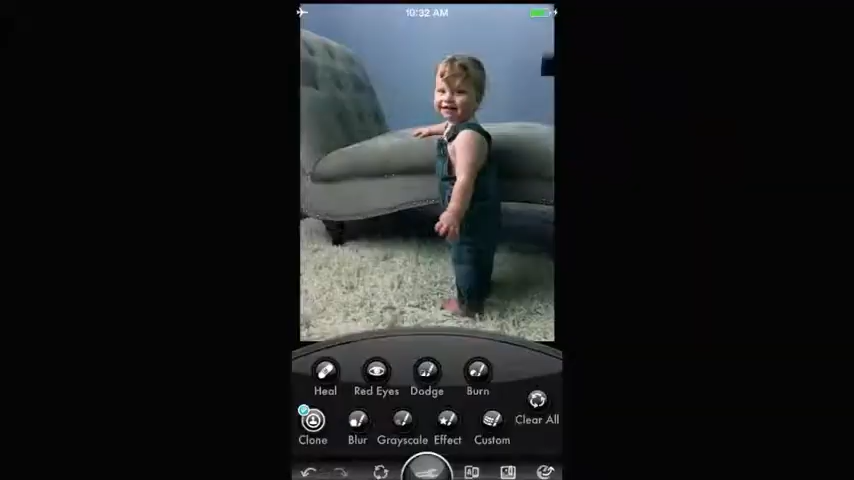 10:32 AM
Heal Red Eyes Dodge Burn
Clear All
Clone Blur Grayscale Effect Custom